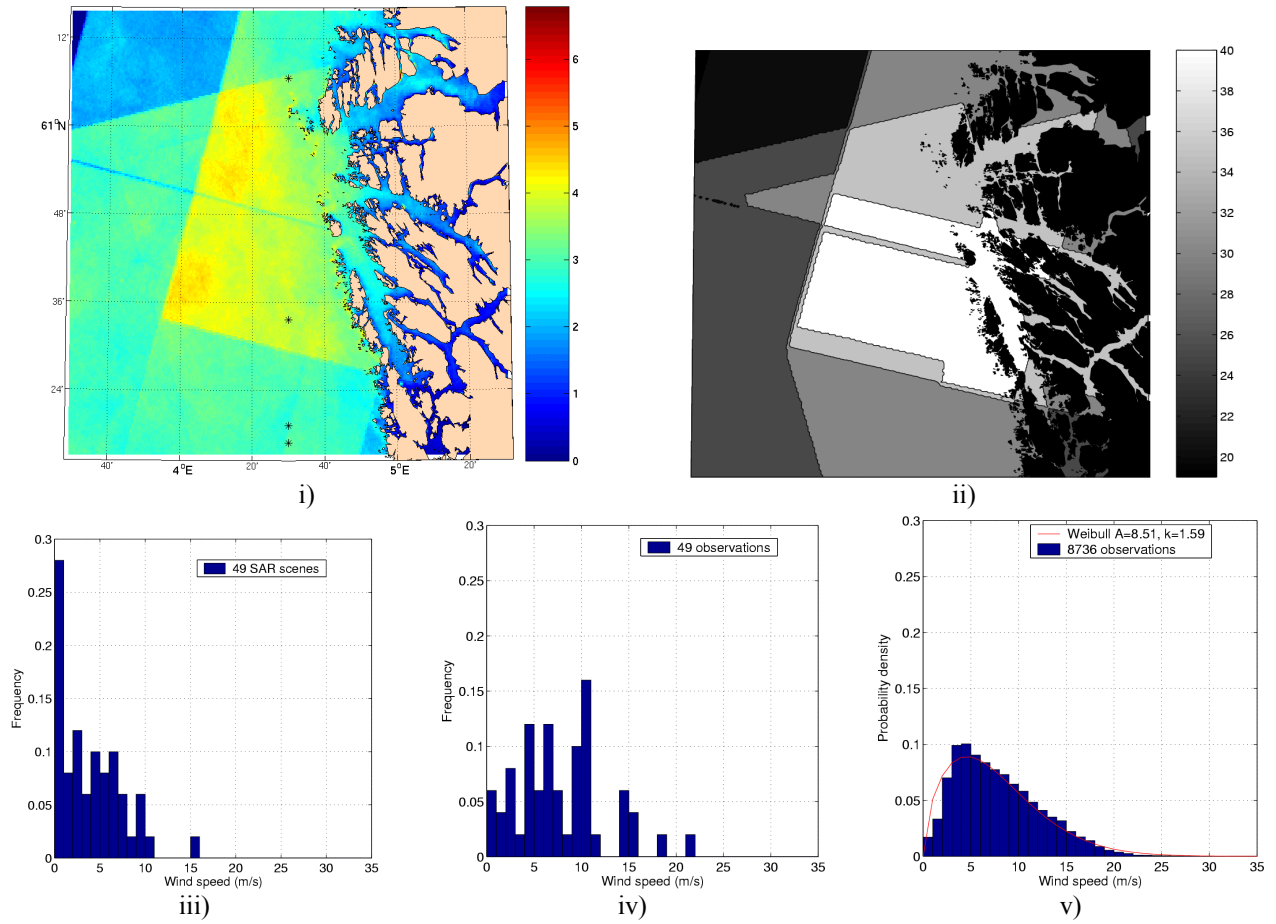 12'
61°N
48'
36'
24'
40'
4°E
20'
40'
5°E
20'
6
5
4
3
2
1
0
i)
40
38
36
34
32
30
28
26
24
22
20
ii)
0.3
0.25
0.2
0.15
0.1
0.05
0
Frequency
49 SAR scenes
0 5 10 15 20 25 30 35
Wind speed (m/s)
iii)
0.3
0.25
0.2
0.15
0.1
0.05
0
Frequency
49 observations
0 5 10 15 20 25 30 35
Wind speed (m/s)
iv)
0.3
0.25
0.2
0.15
0.1
0.05
0
Probability density
Weibull A=8.51, k=1.59
8736 observations
0 5 10 15 20 25 30 35
Wind speed (m/s)
v)